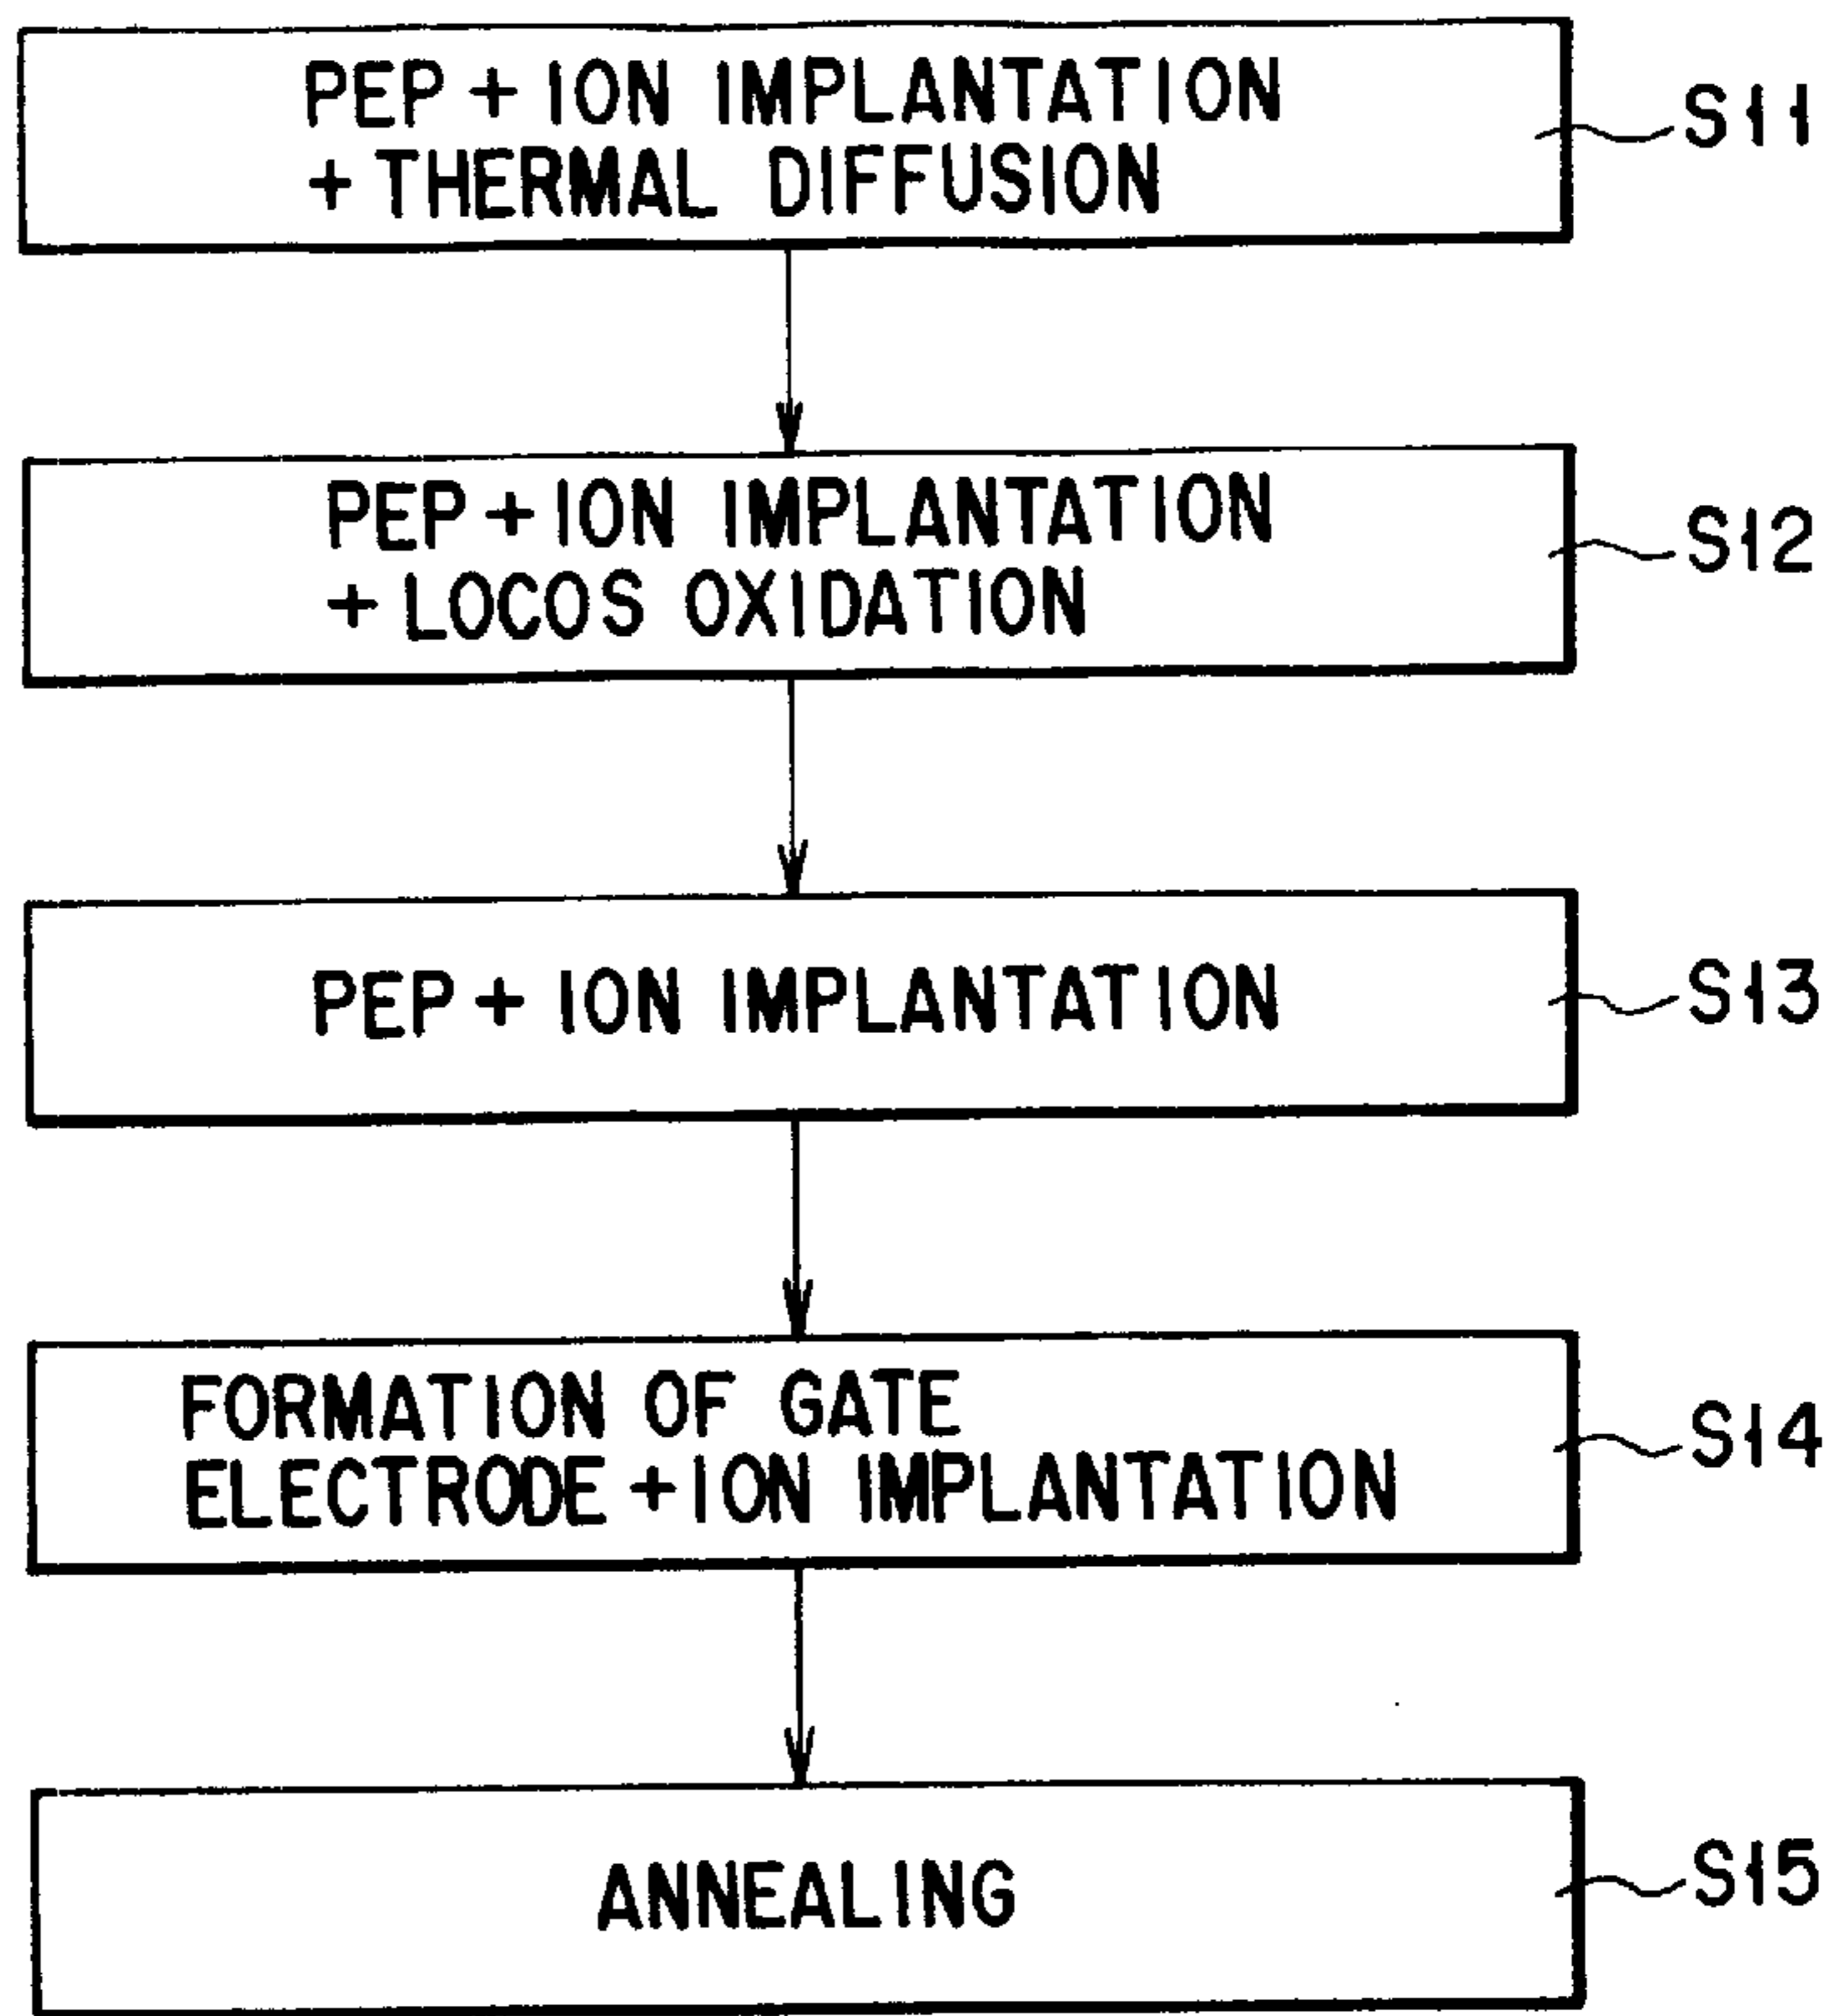 PEP + ION IMPLANTATION
+ THERMAL DIFFUSION
S11
PEP + ION IMPLANTATION
+ LOCOS OXIDATION
S12
PEP + ION IMPLANTATION
S13
FORMATION OF GATE
ELECTRODE + ION IMPLANTATION
S14
ANNEALING
S15